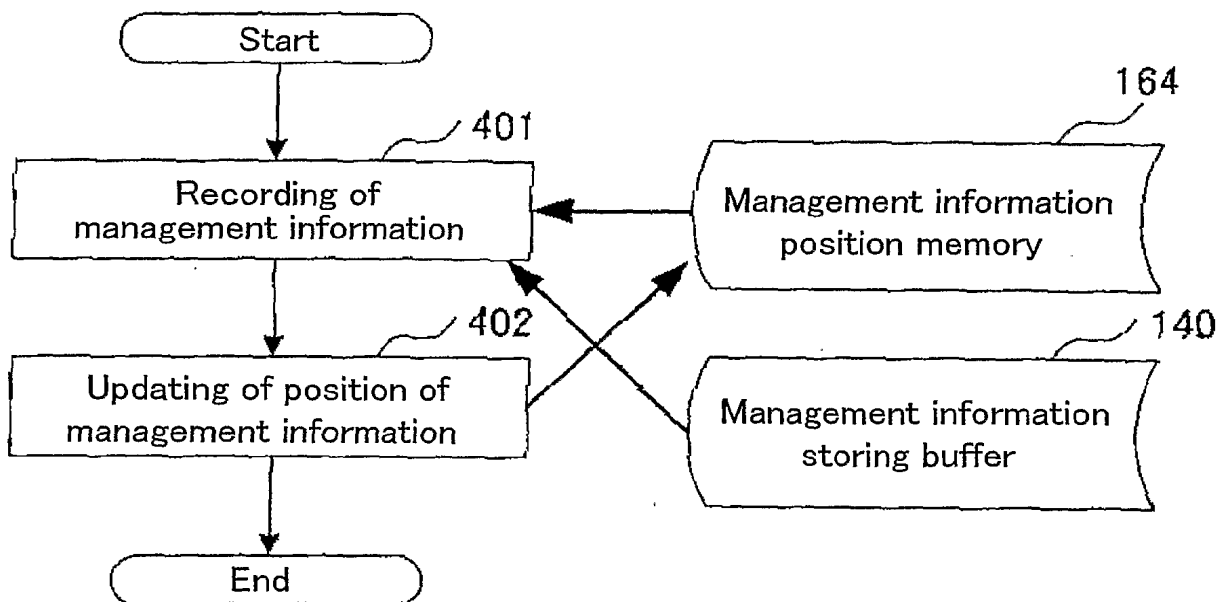 Start
401
Recording of
management information
164
Management information
position memory
402
Updating of position of
management information
140
Management information
storing buffer
End